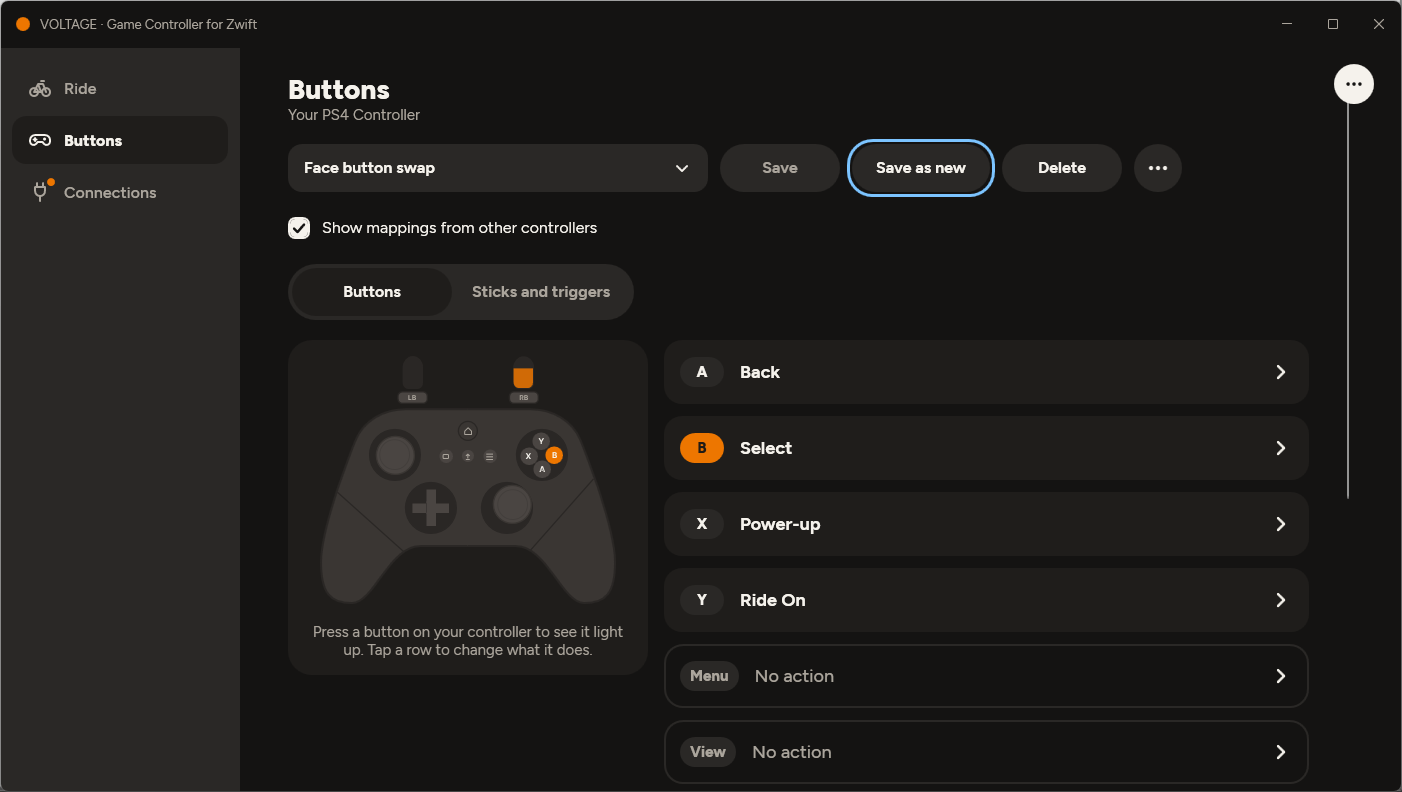 VOLTAGE · Game Controller for Zwift
Ride
Buttons
Connections
Buttons
Your PS4 Controller
Face button swap
Save
Save as new
Delete
Show mappings from other controllers
Buttons
Sticks and triggers
LB
RB
Y
X
B
A
Press a button on your controller to see it light
up. Tap a row to change what it does.
A
Back
B
Select
X
Power-up
Y
Ride On
Menu
No action
View
No action